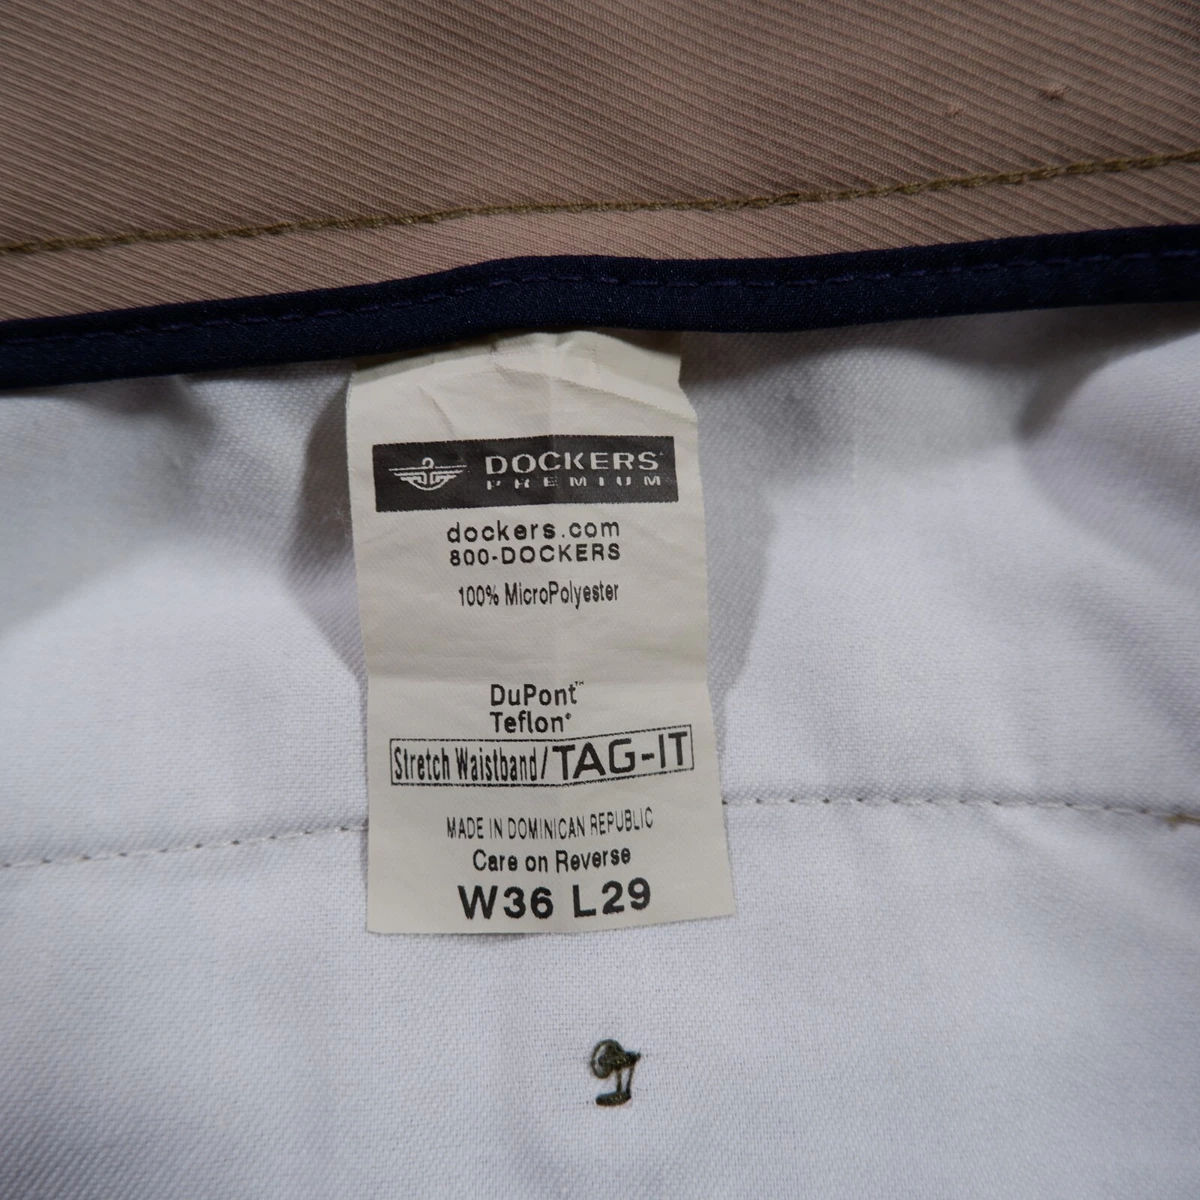 DOCKERS
PREMIUM
dockers.com
800-DOCKERS
100% MicroPolyester
DuPont™
Teflon®
Stretch Waistband/TAG-IT
MADE IN DOMINICAN REPUBLIC
Care on Reverse
W36 L29